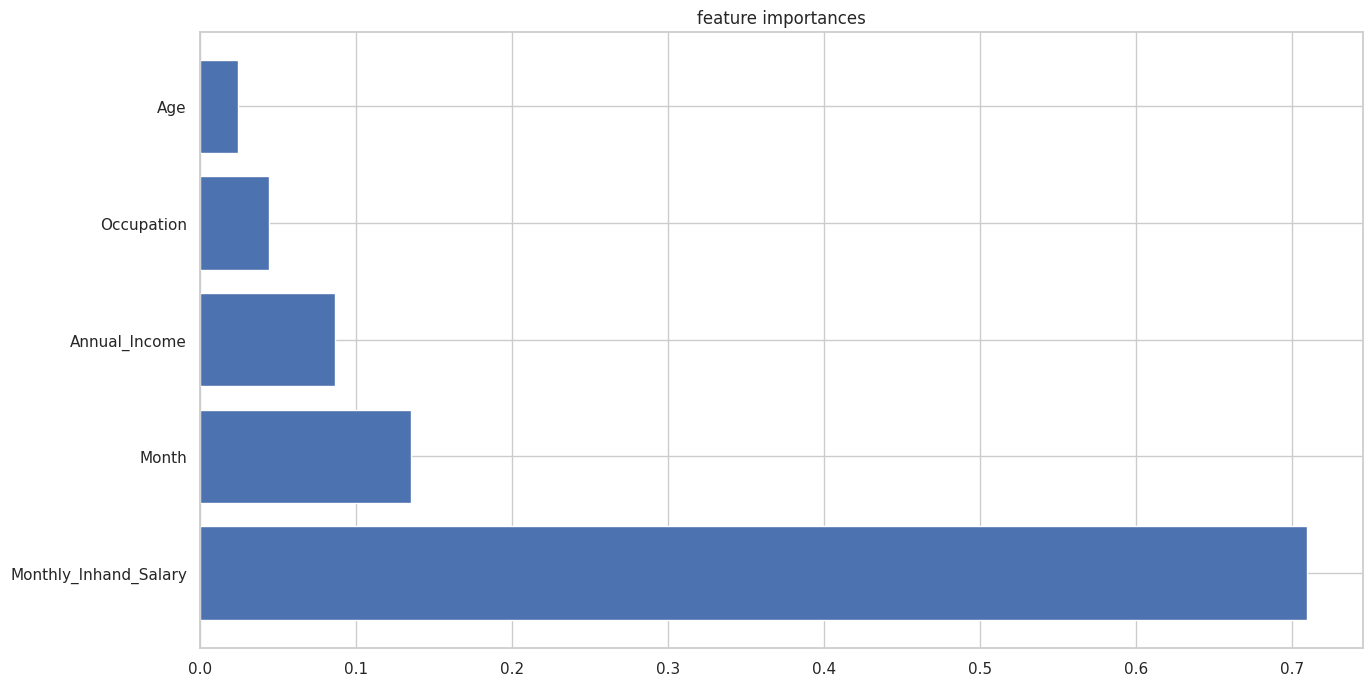 feature importances
Age
Occupation
Annual_Income
Month
Monthly_Inhand_Salary
0.0 0.1 0.2 0.3 0.4 0.5 0.6 0.7